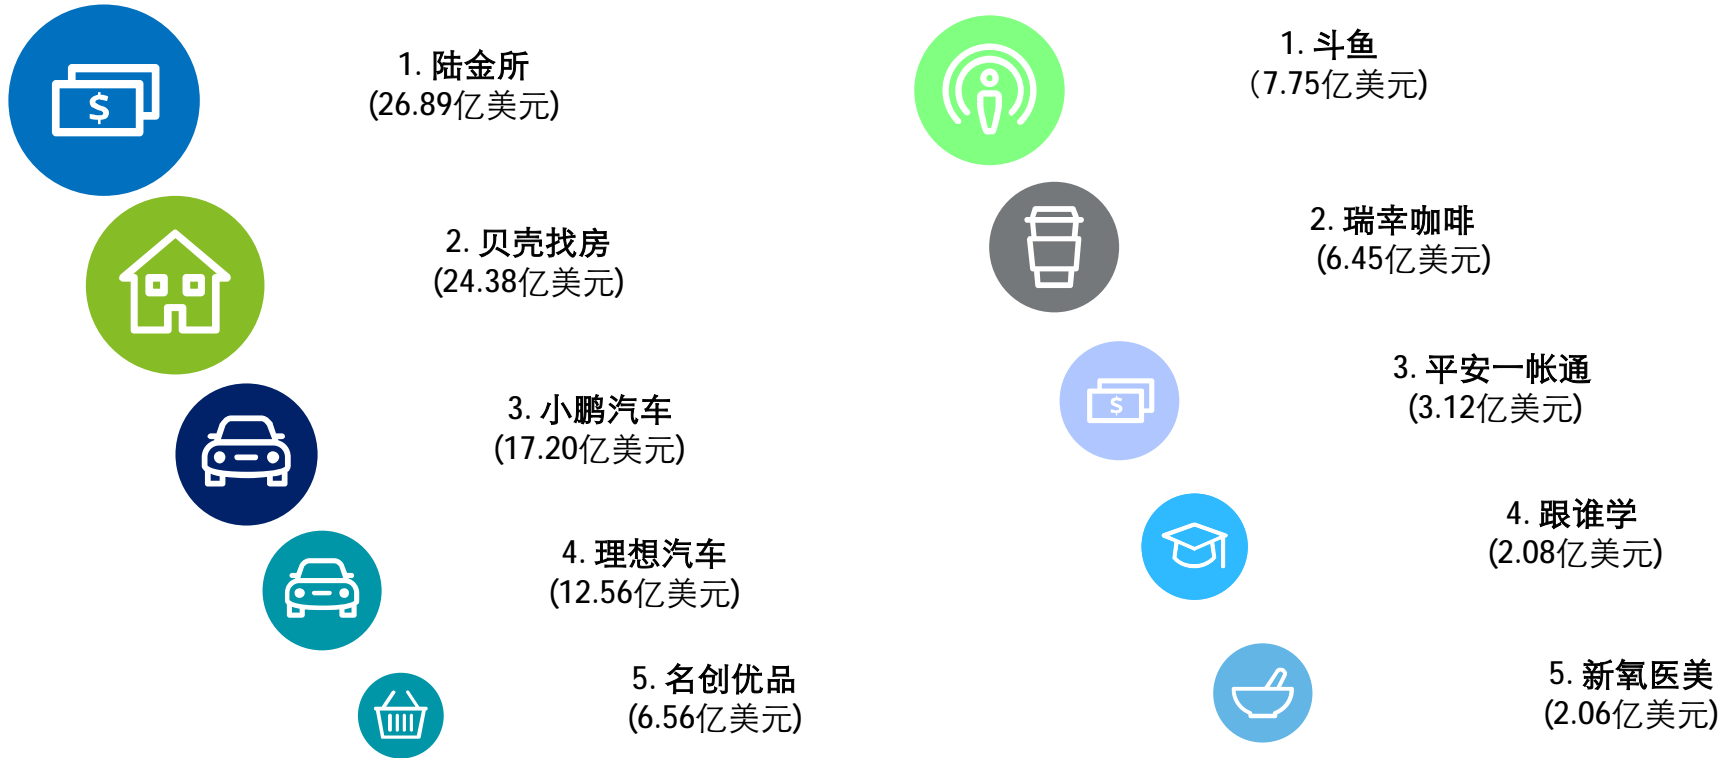 1. 陆金所
(26.89亿美元)
2. 贝壳找房
(24.38亿美元)
3. 小鹏汽车
(17.20亿美元)
4. 理想汽车
(12.56亿美元)
5. 名创优品
(6.56亿美元)
1. 斗鱼
(7.75亿美元)
2. 瑞幸咖啡
(6.45亿美元)
3. 平安一帐通
(3.12亿美元)
4. 跟谁学
(2.08亿美元)
5. 新氧医美
(2.06亿美元)
$
$